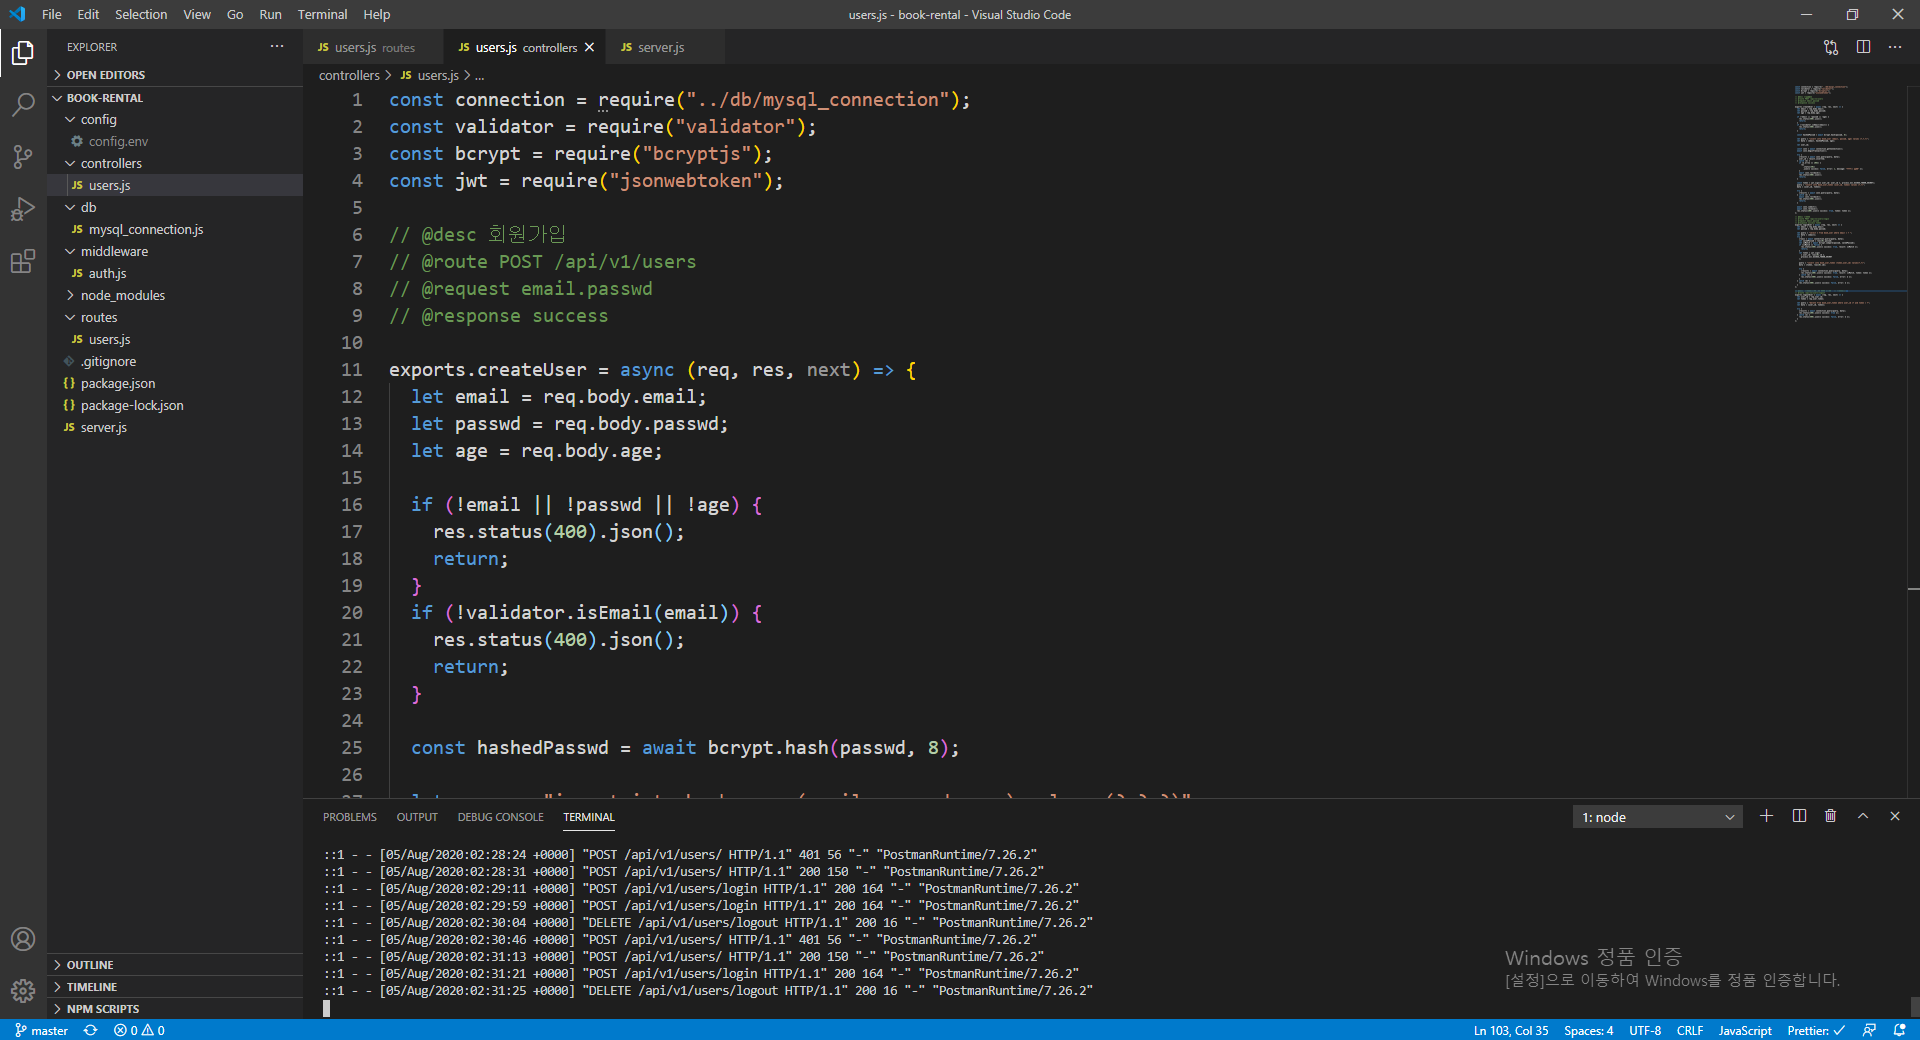 File Edit Selection View Go Run Terminal Help
users.js - book-rental - Visual Studio Code
EXPLORER
OPEN EDITORS
BOOK-RENTAL
config
config.env
controllers
JS users.js
db
JS mysql_connection.js
middleware
JS auth.js
node_modules
routes
JS users.js
.gitignore
{} package.json
{} package-lock.json
JS server.js
OUTLINE
TIMELINE
NPM SCRIPTS
JS users.js routes
JS users.js controllers
JS server.js
controllers > JS users.js > ...
1 const connection = require("../db/mysql_connection");
2 const validator = require("validator");
3 const bcrypt = require("bcryptjs");
4 const jwt = require("jsonwebtoken");
5
6 // @desc 회원가입
7 // @route POST /api/v1/users
8 // @request email.passwd
9 // @response success
10
11 exports.createUser = async (req, res, next) => {
12 let email = req.body.email;
13 let passwd = req.body.passwd;
14 let age = req.body.age;
15
16 if (!email || !passwd || !age) {
17 res.status(400).json();
18 return;
19 }
20 if (!validator.isEmail(email)) {
21 res.status(400).json();
22 return;
23 }
24
25 const hashedPasswd = await bcrypt.hash(passwd, 8);
26
PROBLEMS OUTPUT DEBUG CONSOLE TERMINAL
1: node
::1 - - [05/Aug/2020:02:28:24 +0000] "POST /api/v1/users/ HTTP/1.1" 401 56 "-" "PostmanRuntime/7.26.2"
::1 - - [05/Aug/2020:02:28:31 +0000] "POST /api/v1/users/ HTTP/1.1" 200 150 "-" "PostmanRuntime/7.26.2"
::1 - - [05/Aug/2020:02:29:11 +0000] "POST /api/v1/users/login HTTP/1.1" 200 164 "-" "PostmanRuntime/7.26.2"
::1 - - [05/Aug/2020:02:29:59 +0000] "POST /api/v1/users/login HTTP/1.1" 200 164 "-" "PostmanRuntime/7.26.2"
::1 - - [05/Aug/2020:02:30:04 +0000] "DELETE /api/v1/users/logout HTTP/1.1" 200 16 "-" "PostmanRuntime/7.26.2"
::1 - - [05/Aug/2020:02:30:46 +0000] "POST /api/v1/users/ HTTP/1.1" 401 56 "-" "PostmanRuntime/7.26.2"
::1 - - [05/Aug/2020:02:31:13 +0000] "POST /api/v1/users/ HTTP/1.1" 200 150 "-" "PostmanRuntime/7.26.2"
::1 - - [05/Aug/2020:02:31:21 +0000] "POST /api/v1/users/login HTTP/1.1" 200 164 "-" "PostmanRuntime/7.26.2"
::1 - - [05/Aug/2020:02:31:25 +0000] "DELETE /api/v1/users/logout HTTP/1.1" 200 16 "-" "PostmanRuntime/7.26.2"
Windows 정품 인증
[설정]으로 이동하여 Windows를 정품 인증합니다.
master 0 0
Ln 103, Col 35 Spaces: 4 UTF-8 CRLF JavaScript Prettier: ✓